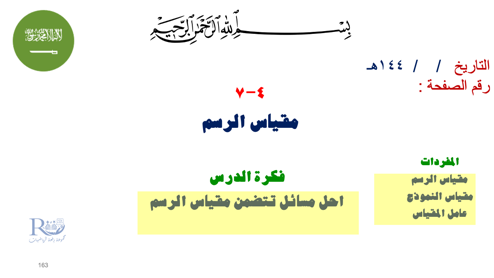 بسم الله الرحمن الرحيم
التاريخ / / ١٤٤هـ
رقم الصفحة :
٤-٧
مقياس الرسم
فكرة الدرس
احل مسائل تتضمن مقياس الرسم
المفردات
مقياس الرسم
مقياس النموذج
عامل المقياس
163